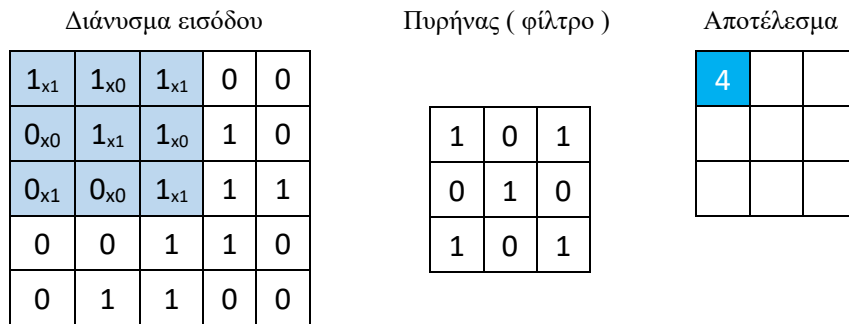 Διάνυσμα εισόδου Πυρήνας ( φίλτρο ) Αποτέλεσμα
1x1 1x0 1x1 0 0 4
0x0 1x1 1x0 1 0 1 0 1
0x1 0x0 1x1 1 1 0 1 0
0 0 1 1 0 1 0 1
0 1 1 0 0